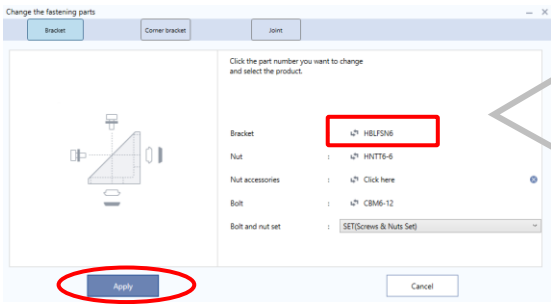 Change the fastening parts
Bracket
Corner bracket
Joint
Click the part number you want to change
and select the product.
Bracket HBLFSN6
Nut : HNTT6-6
Nut accessories : Click here
Bolt : CBM6-12
Bolt and nut set : SET(Screws & Nuts Set)
Apply
Cancel